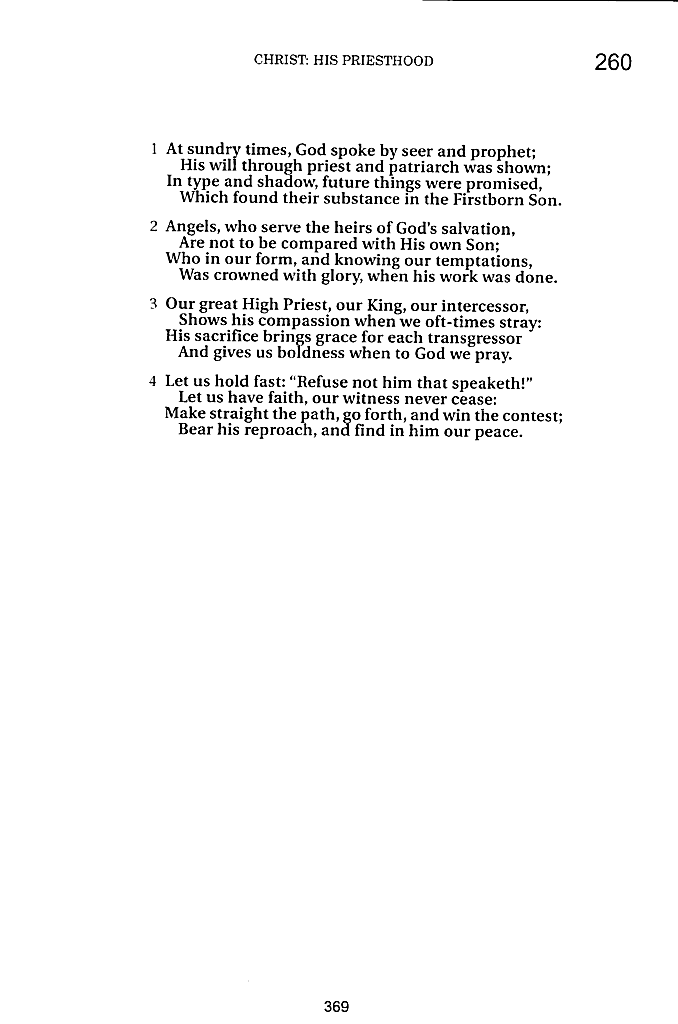 CHRIST: HIS PRIESTHOOD 260
1 At sundry times, God spoke by seer and prophet;
His will through priest and patriarch was shown;
In type and shadow, future things were promised,
Which found their substance in the Firstborn Son.
2 Angels, who serve the heirs of God's salvation,
Are not to be compared with His own Son;
Who in our form, and knowing our temptations,
Was crowned with glory, when his work was done.
3 Our great High Priest, our King, our intercessor,
Shows his compassion when we oft-times stray:
His sacrifice brings grace for each transgressor
And gives us boldness when to God we pray.
4 Let us hold fast: "Refuse not him that speaketh!"
Let us have faith, our witness never cease:
Make straight the path, go forth, and win the contest;
Bear his reproach, and find in him our peace.
369